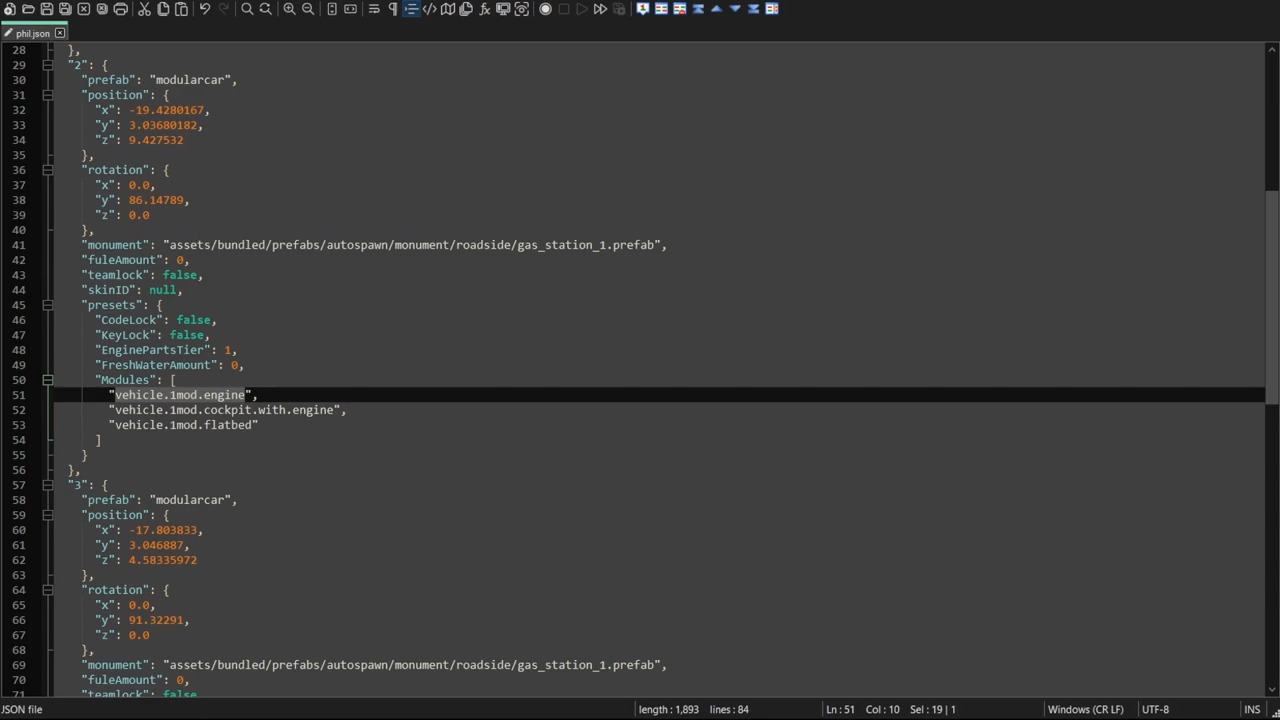 phil.json
28 },
29 "2": {
30 "prefab": "modularcar",
31 "position": {
32 "x": -19.4280167,
33 "y": 3.03680182,
34 "z": 9.427532
35 },
36 "rotation": {
37 "x": 0.0,
38 "y": 86.14789,
39 "z": 0.0
40 },
41 "monument": "assets/bundled/prefabs/autospawn/monument/roadside/gas_station_1.prefab",
42 "fuleAmount": 0,
43 "teamlock": false,
44 "skinID": null,
45 "presets": {
46 "CodeLock": false,
47 "KeyLock": false,
48 "EnginePartsTier": 1,
49 "FreshWaterAmount": 0,
50 "Modules": [
51 "vehicle.1mod.engine",
52 "vehicle.1mod.cockpit.with.engine",
53 "vehicle.1mod.flatbed"
54 ]
55 }
56 },
57 "3": {
58 "prefab": "modularcar",
59 "position": {
60 "x": -17.803833,
61 "y": 3.046887,
62 "z": 4.58335972
63 },
64 "rotation": {
65 "x": 0.0,
66 "y": 91.32291,
67 "z": 0.0
68 },
69 "monument": "assets/bundled/prefabs/autospawn/monument/roadside/gas_station_1.prefab",
70 "fuleAmount": 0,
71 "teamlock": false
JSON file length : 1,893 lines : 84 Ln : 51 Col : 10 Sel : 19 | 1 Windows (CR LF) UTF-8 INS